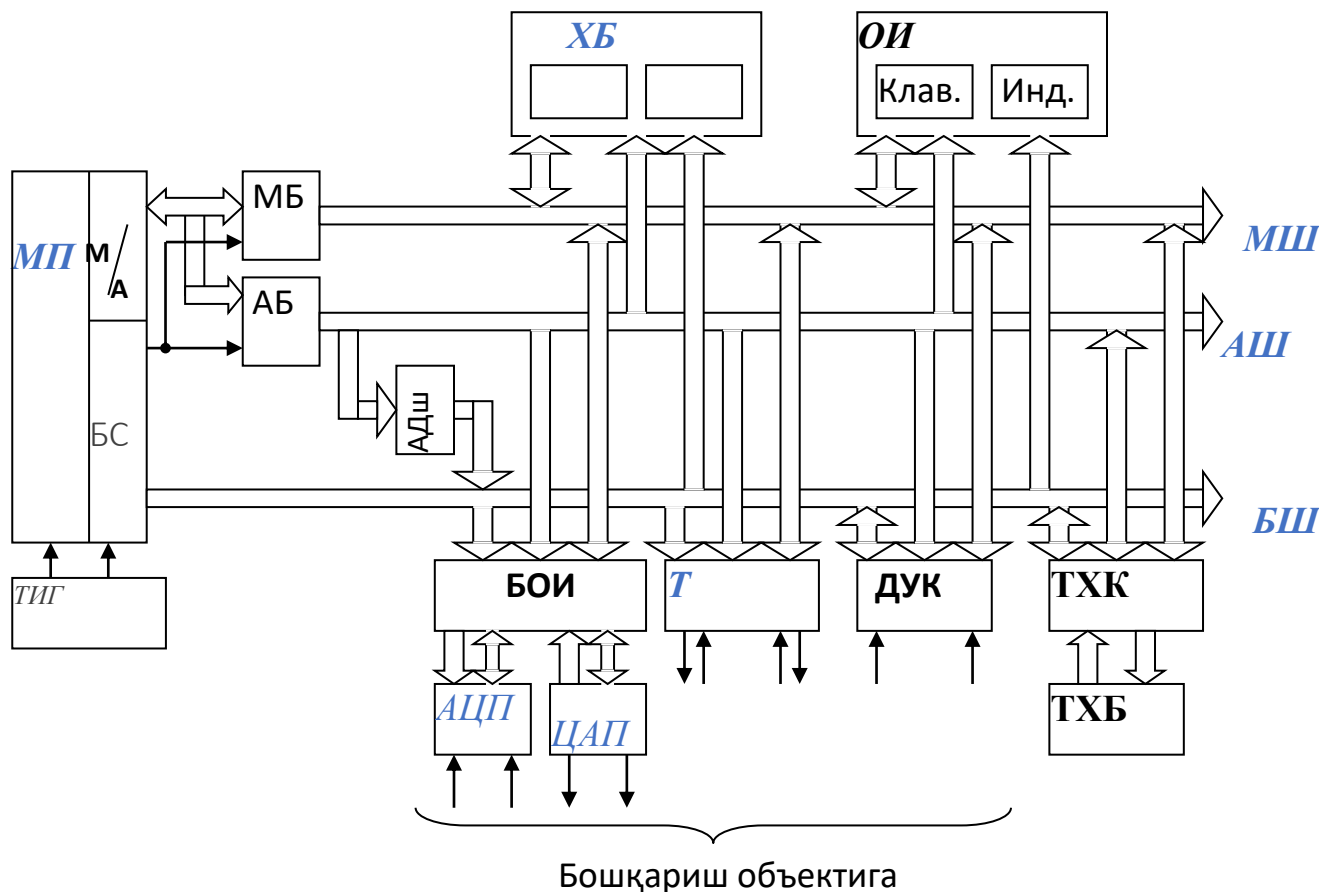 ХБ
ОИ
Клав.
Инд.
МП
М/А
МБ
МШ
АБ
АШ
АДш
БС
БШ
ТИГ
БОИ
Т
ДУК
ТХК
АЦП
ЦАП
ТХБ
Бошқариш объектига